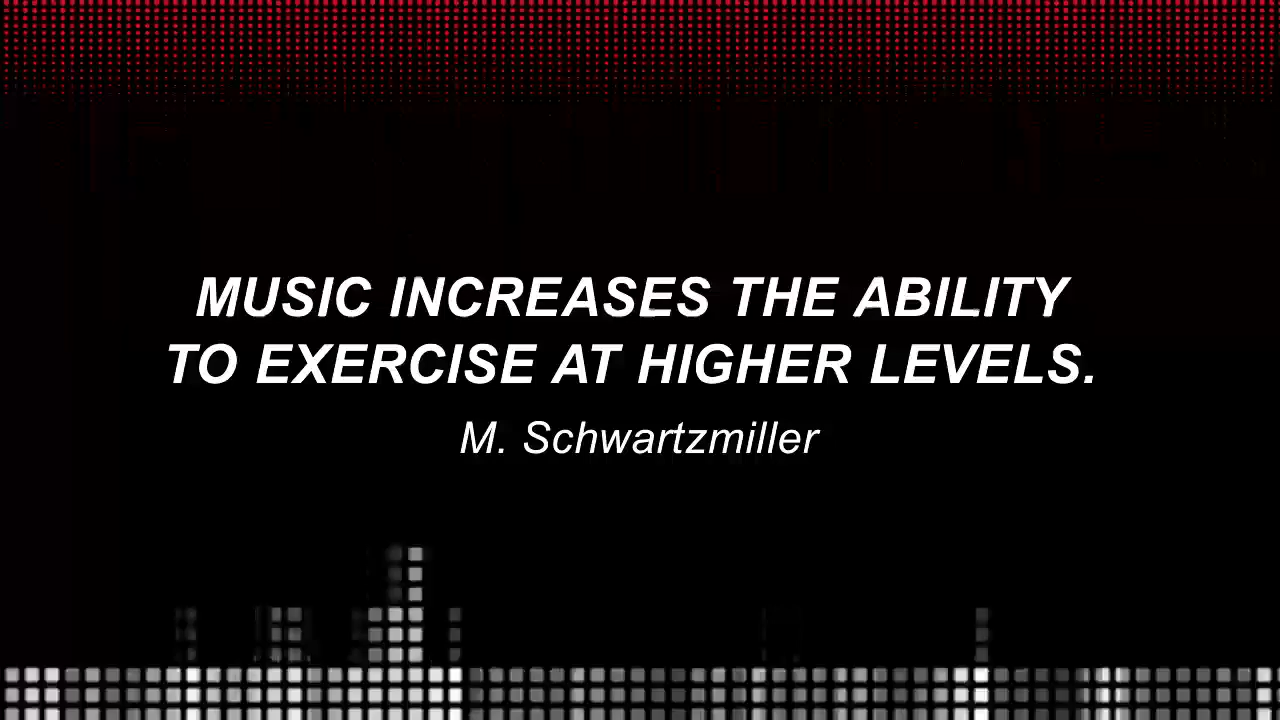 MUSIC INCREASES THE ABILITY
TO EXERCISE AT HIGHER LEVELS.
M. Schwartzmiller